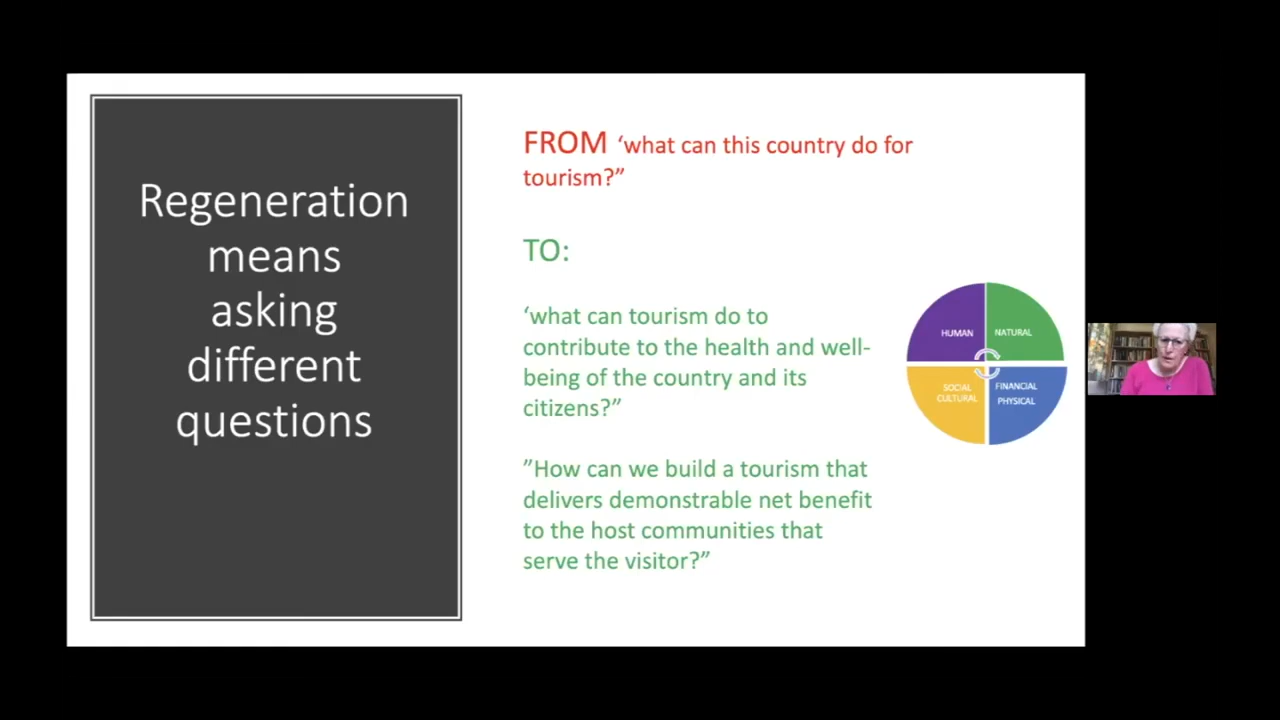 Regeneration
means
asking
different
questions
FROM ‘what can this country do for
tourism?”
TO:
‘what can tourism do to
contribute to the health and well-
being of the country and its
citizens?”
”How can we build a tourism that
delivers demonstrable net benefit
to the host communities that
serve the visitor?”
HUMAN
NATURAL
SOCIAL
CULTURAL
FINANCIAL
PHYSICAL